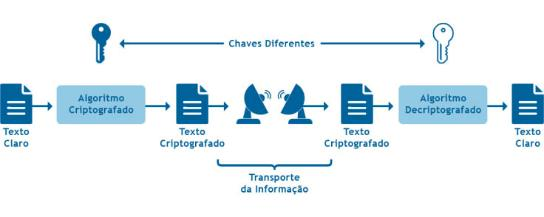 Chaves Diferentes
Algoritmo
Criptografado
Algoritmo
Decriptografado
Texto
Claro
Texto
Criptografado
Texto
Criptografado
Texto
Claro
Transporte
da Informação